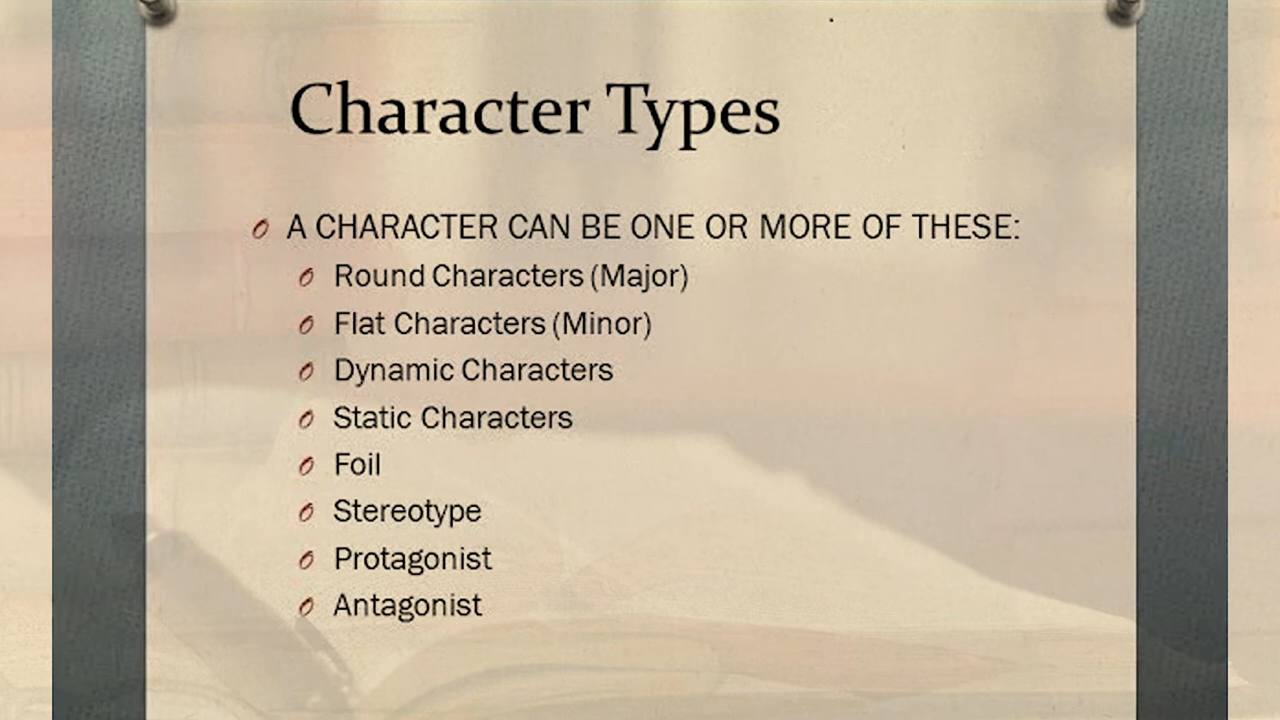 Character Types
A CHARACTER CAN BE ONE OR MORE OF THESE:
Round Characters (Major)
Flat Characters (Minor)
Dynamic Characters
Static Characters
Foil
Stereotype
Protagonist
Antagonist